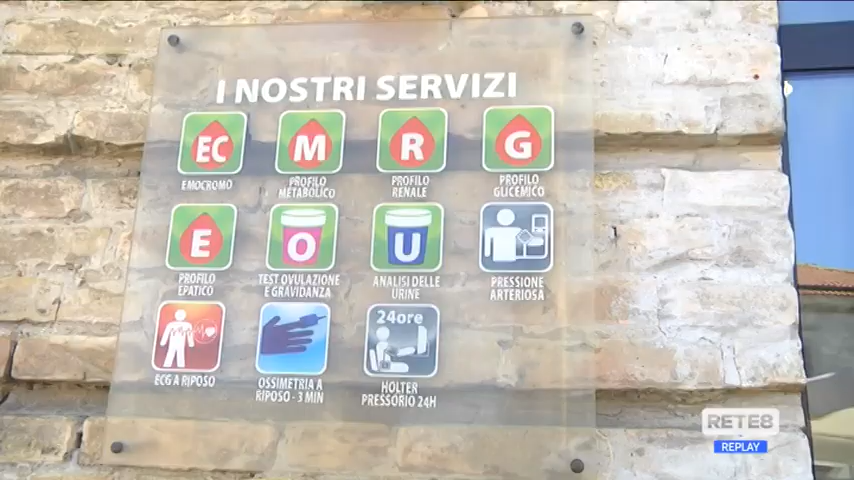 I NOSTRI SERVIZI
EC
M
R
G
EMOCROMO
PROFILO
METABOLICO
PROFILO
RENALE
PROFILO
GLICEMICO
E
O
U
PROFILO
EPATICO
TEST OVULAZIONE
E GRAVIDANZA
ANALISI DELLE
URINE
PRESSIONE
ARTERIOSA
24ore
ECG A RIPOSO
OSSIMETRIA A
RIPOSO - 3 MIN
HOLTER
PRESSORIO 24H
RETE8
REPLAY